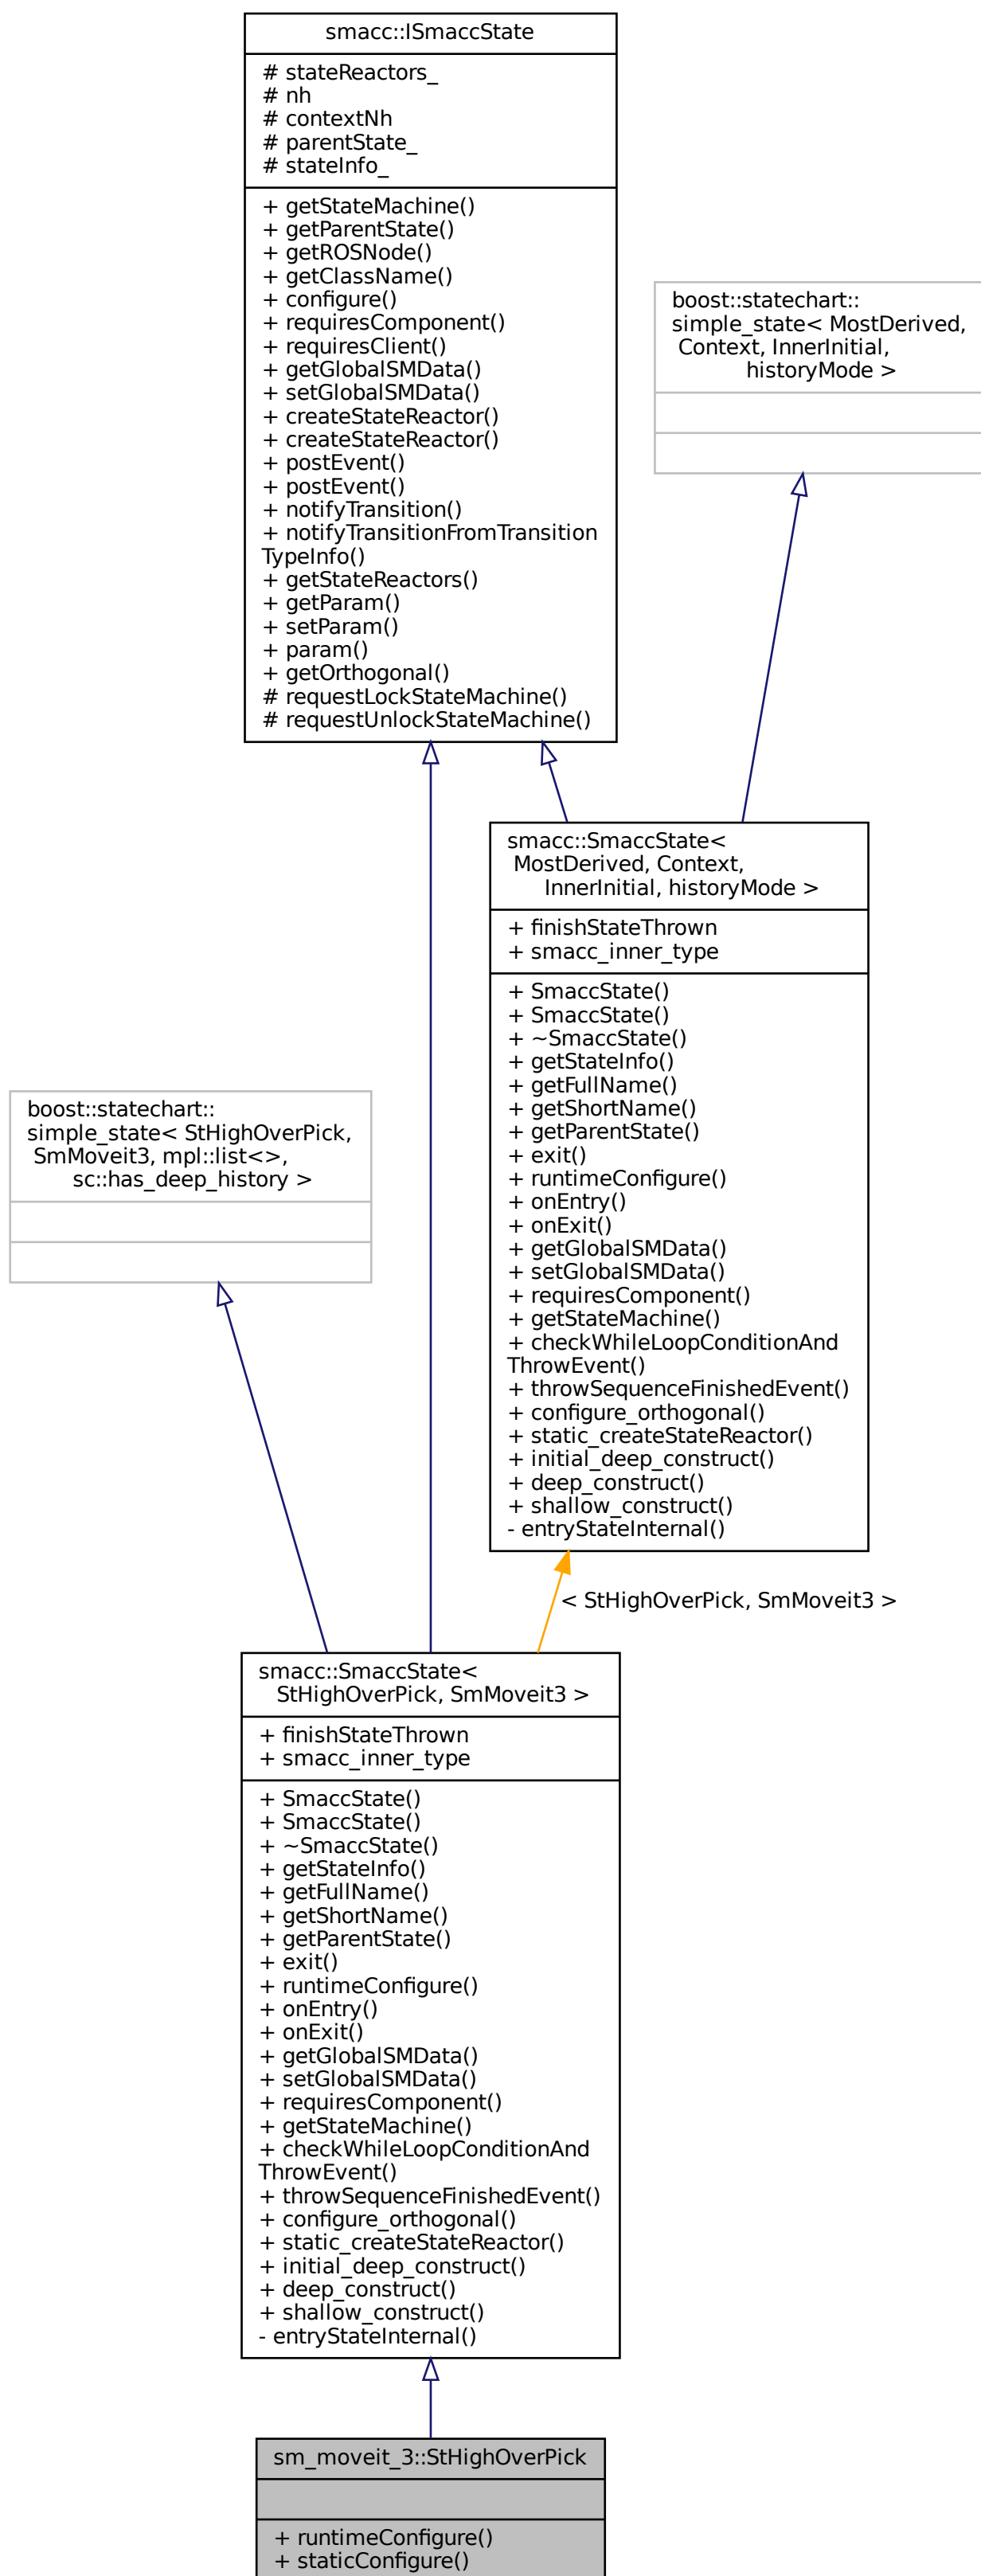 smacc::ISmaccState
# stateReactors_
# nh
# contextNh
# parentState_
# stateInfo_
+ getStateMachine()
+ getParentState()
+ getROSNode()
+ getClassName()
+ configure()
+ requiresComponent()
+ requiresClient()
+ getGlobalSMData()
+ setGlobalSMData()
+ createStateReactor()
+ createStateReactor()
+ postEvent()
+ postEvent()
+ notifyTransition()
+ notifyTransitionFromTransition
TypeInfo()
+ getStateReactors()
+ getParam()
+ setParam()
+ param()
+ getOrthogonal()
# requestLockStateMachine()
# requestUnlockStateMachine()
boost::statechart::
simple_state< MostDerived,
Context, InnerInitial,
historyMode >
smacc::SmaccState<
MostDerived, Context,
InnerInitial, historyMode >
+ finishStateThrown
+ smacc_inner_type
+ SmaccState()
+ SmaccState()
+ ~SmaccState()
+ getStateInfo()
+ getFullName()
+ getShortName()
+ getParentState()
+ exit()
+ runtimeConfigure()
+ onEntry()
+ onExit()
+ getGlobalSMData()
+ setGlobalSMData()
+ requiresComponent()
+ getStateMachine()
+ checkWhileLoopConditionAnd
ThrowEvent()
+ throwSequenceFinishedEvent()
+ configure_orthogonal()
+ static_createStateReactor()
+ initial_deep_construct()
+ deep_construct()
+ shallow_construct()
- entryStateInternal()
boost::statechart::
simple_state< StHighOverPick,
SmMoveit3, mpl::list<>,
sc::has_deep_history >
< StHighOverPick, SmMoveit3 >
smacc::SmaccState<
StHighOverPick, SmMoveit3 >
+ finishStateThrown
+ smacc_inner_type
+ SmaccState()
+ SmaccState()
+ ~SmaccState()
+ getStateInfo()
+ getFullName()
+ getShortName()
+ getParentState()
+ exit()
+ runtimeConfigure()
+ onEntry()
+ onExit()
+ getGlobalSMData()
+ setGlobalSMData()
+ requiresComponent()
+ getStateMachine()
+ checkWhileLoopConditionAnd
ThrowEvent()
+ throwSequenceFinishedEvent()
+ configure_orthogonal()
+ static_createStateReactor()
+ initial_deep_construct()
+ deep_construct()
+ shallow_construct()
- entryStateInternal()
sm_moveit_3::StHighOverPick
+ runtimeConfigure()
+ staticConfigure()